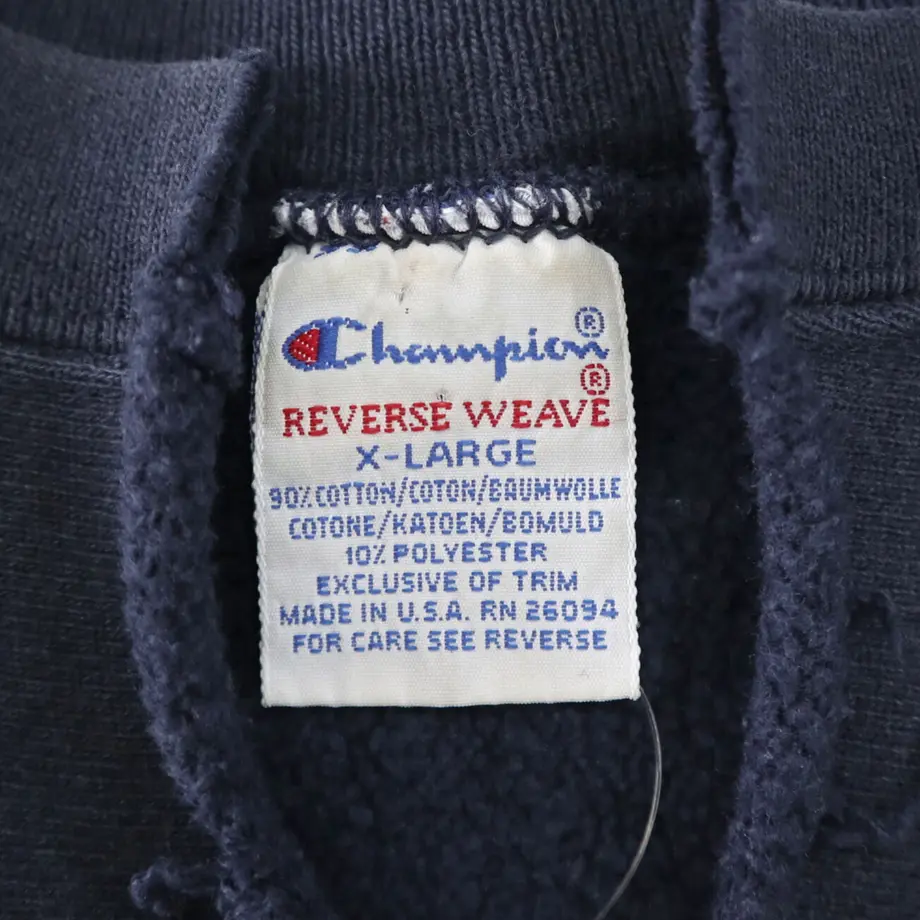 Champion®
®
REVERSE WEAVE
X-LARGE
90% COTTON/COTON/BAUMWOLLE
COTONE/KATOEN/BOMULD
10% POLYESTER
EXCLUSIVE OF TRIM
MADE IN U.S.A. RN 26094
FOR CARE SEE REVERSE